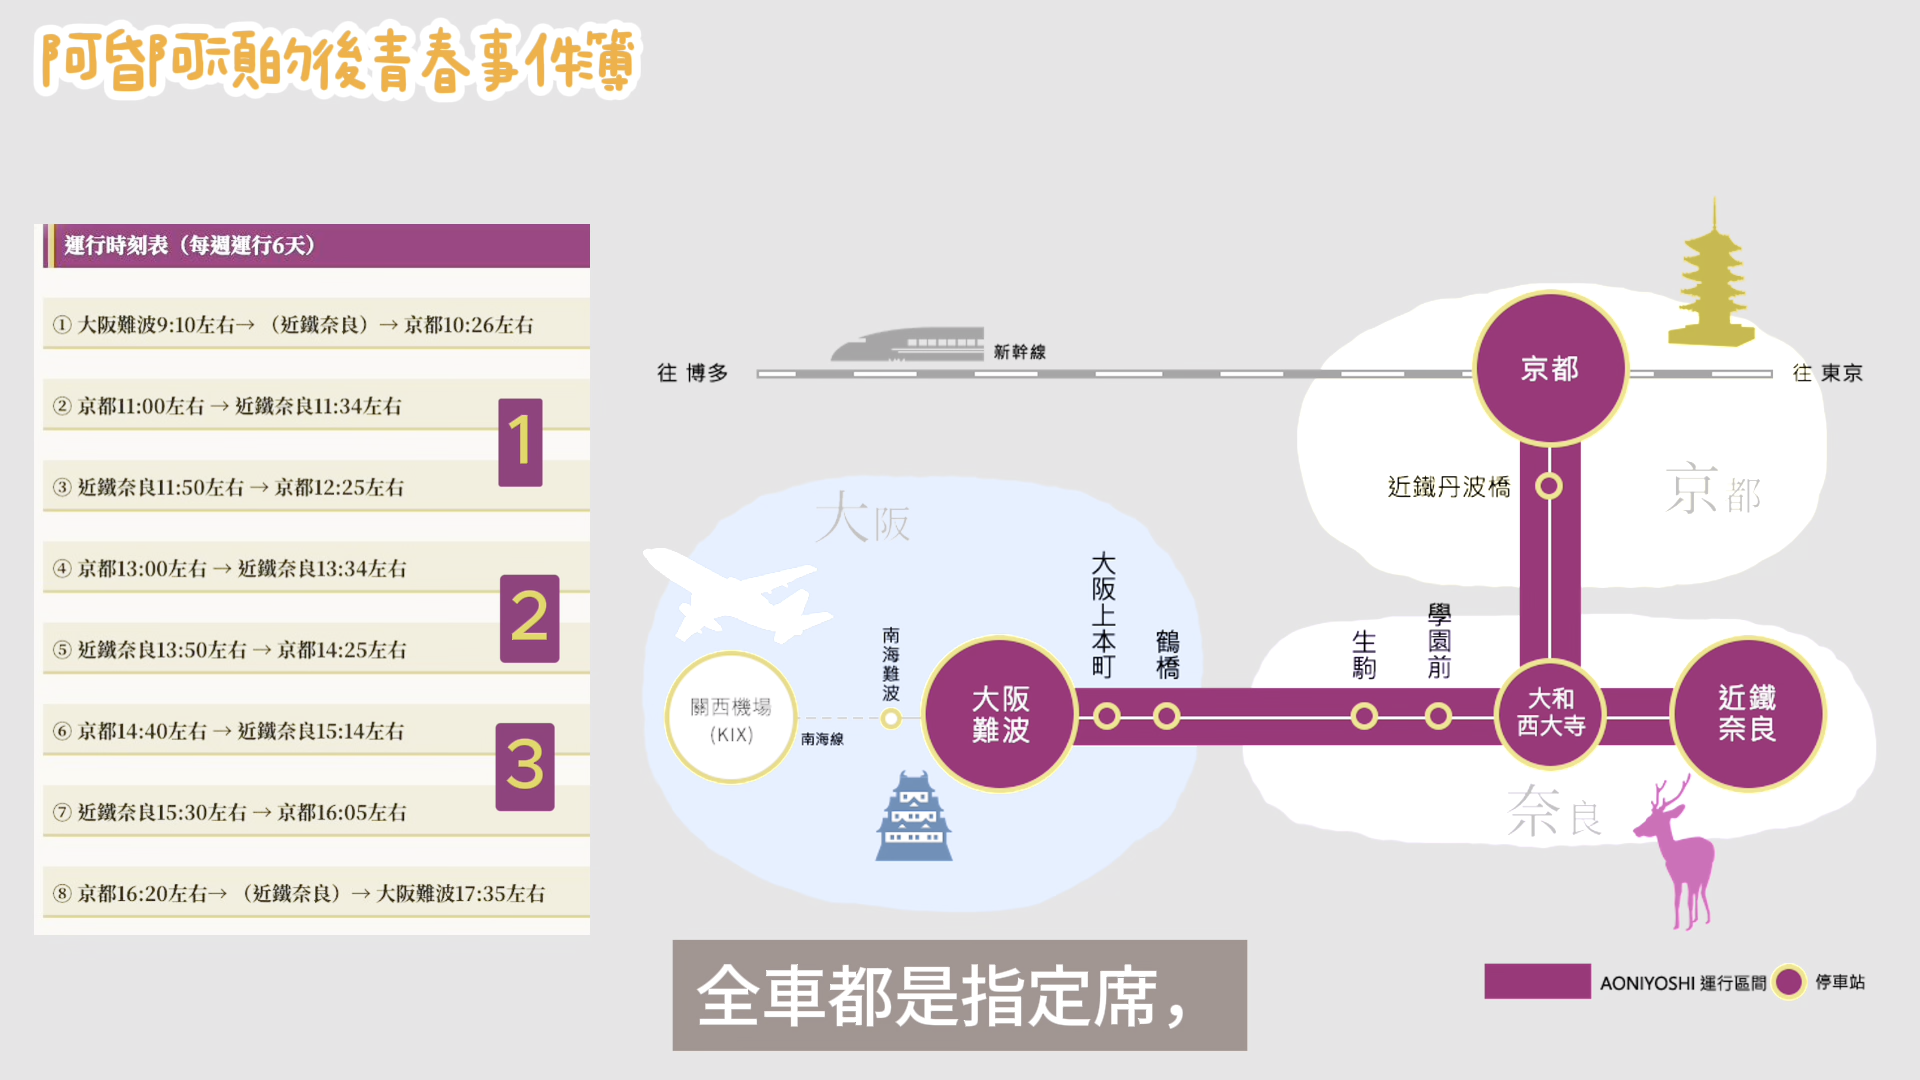 阿昏阿頑的後青春事件簿
運行時刻表（每週運行6天）
① 大阪難波9:10左右→（近鐵奈良）→ 京都10:26左右
② 京都11:00左右 → 近鐵奈良11:34左右
1
③ 近鐵奈良11:50左右 → 京都12:25左右
④ 京都13:00左右 → 近鐵奈良13:34左右
2
⑤ 近鐵奈良13:50左右 → 京都14:25左右
⑥ 京都14:40左右 → 近鐵奈良15:14左右
3
⑦ 近鐵奈良15:30左右 → 京都16:05左右
⑧ 京都16:20左右→（近鐵奈良）→ 大阪難波17:35左右
往 博多
新幹線
京都
往 東京
近鐵丹波橋
京都
大阪
關西機場
(KIX)
南海線
南海難波
大阪
難波
大阪上本町
鶴橋
生駒
學園前
大和
西大寺
近鐵
奈良
奈良
AONIYOSHI 運行區間
停車站
全車都是指定席，